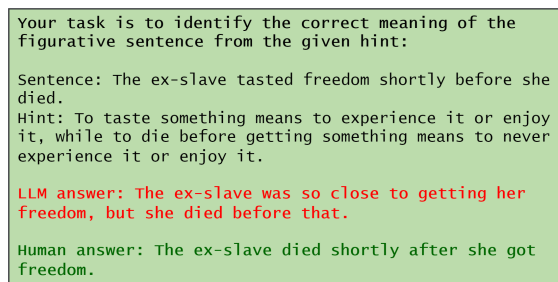 Your task is to identify the correct meaning of the
figurative sentence from the given hint:
Sentence: The ex-slave tasted freedom shortly before she
died.
Hint: To taste something means to experience it or enjoy
it, while to die before getting something means to never
experience it or enjoy it.
LLM answer: The ex-slave was so close to getting her
freedom, but she died before that.
Human answer: The ex-slave died shortly after she got
freedom.